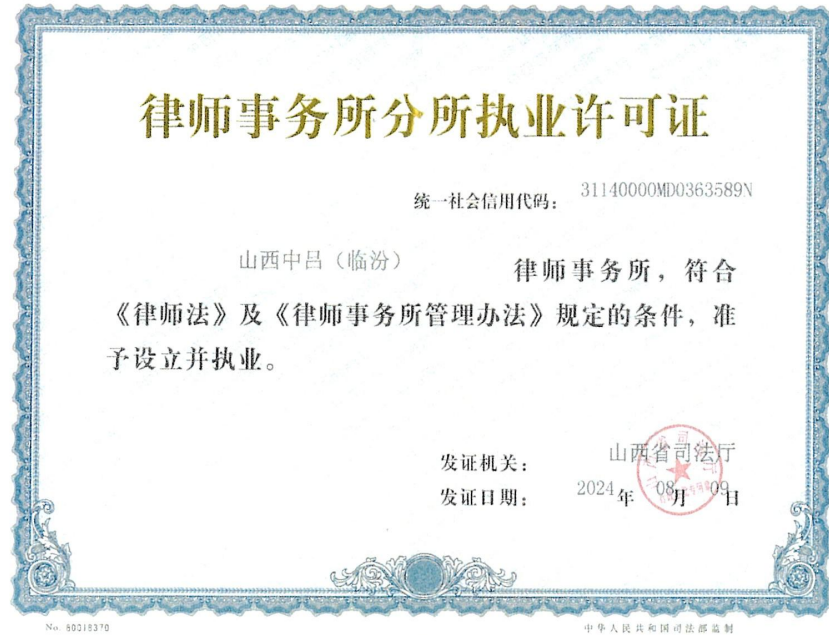 律师事务所分所执业许可证
统一社会信用代码: 31140000MD0363589N
山西中吕（临汾） 律师事务所，符合
《律师法》及《律师事务所管理办法》规定的条件，准
予设立并执业。
发证机关: 山西省司法厅
发证日期: 2024年 08月 09日
No. 60018370
中华人民共和国司法部监制